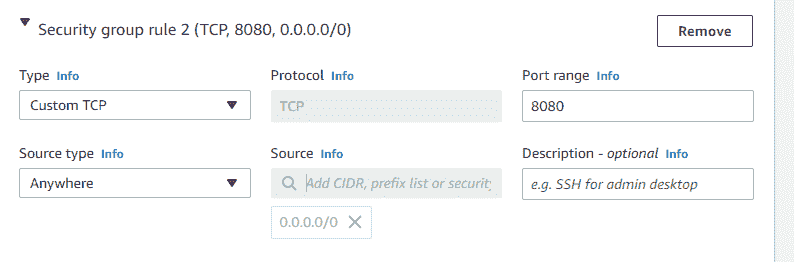 Security group rule 2 (TCP, 8080, 0.0.0.0/0)
Remove
Type Info
Protocol Info
Port range Info
Custom TCP
TCP
8080
Source type Info
Source Info
Description - optional Info
Anywhere
Add CIDR, prefix list or security
e.g. SSH for admin desktop
0.0.0.0/0